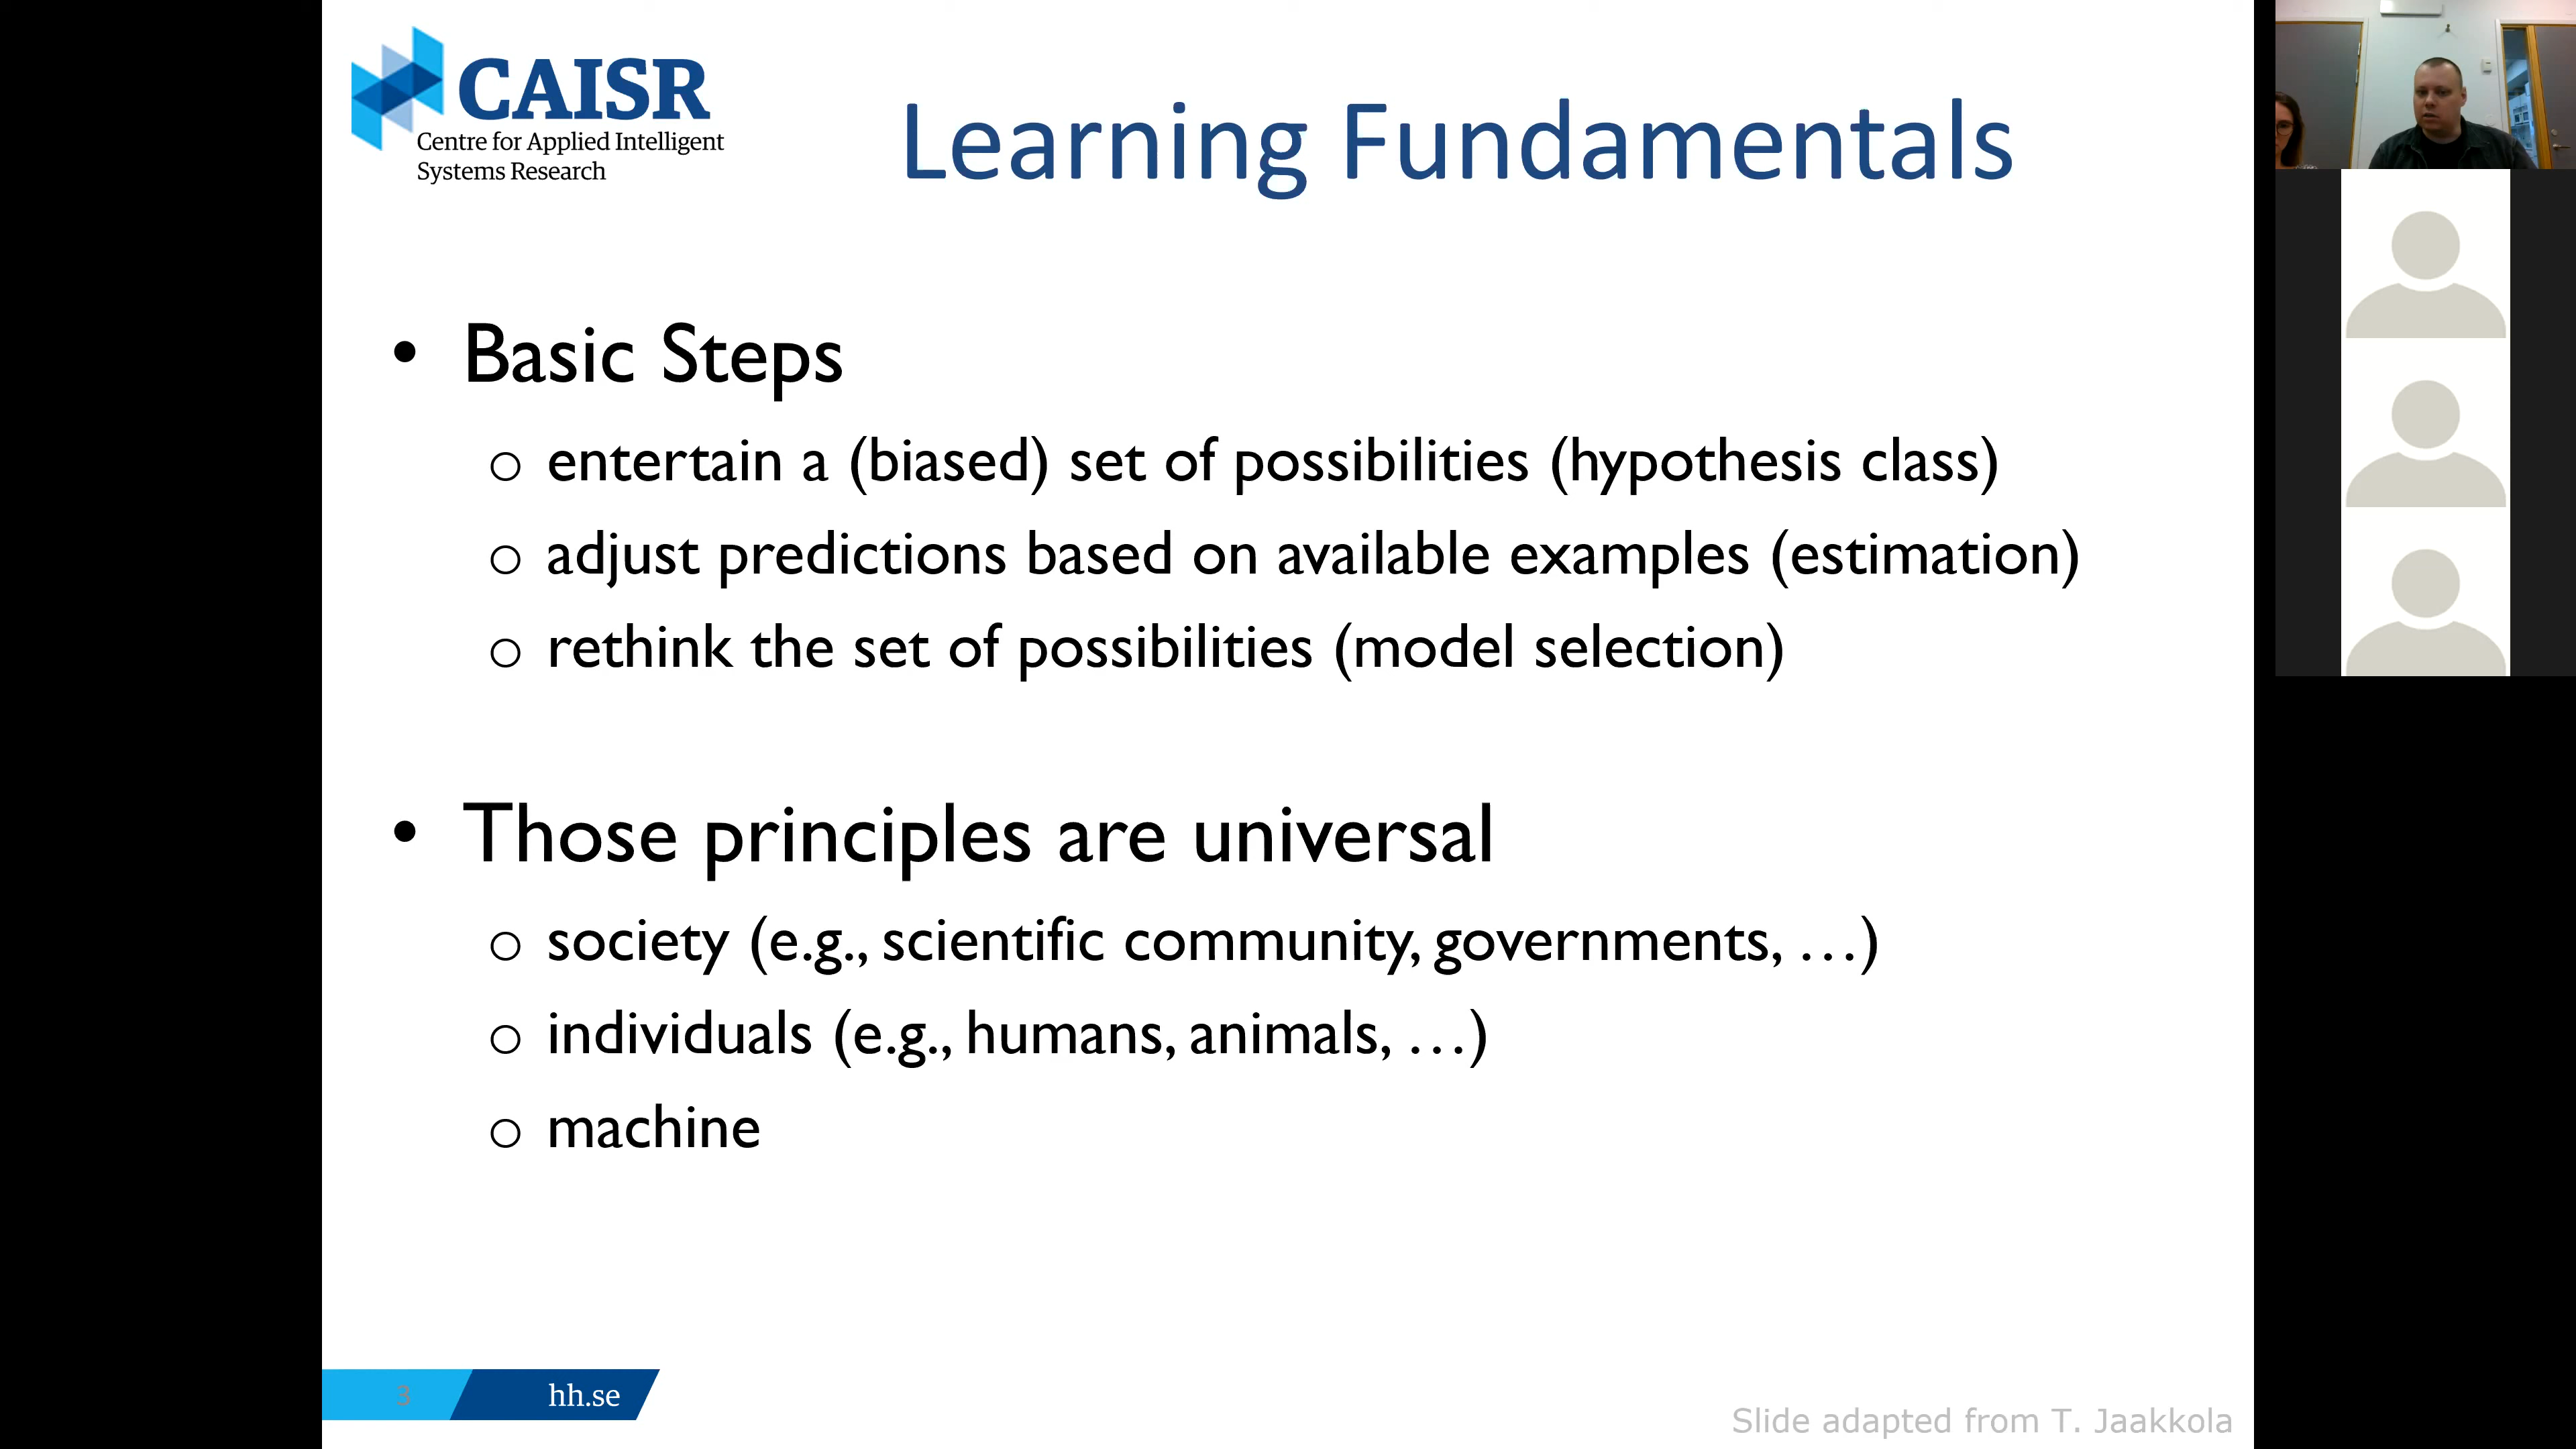 CAISR
Centre for Applied Intelligent
Systems Research
Learning Fundamentals
• Basic Steps
o entertain a (biased) set of possibilities (hypothesis class)
o adjust predictions based on available examples (estimation)
o rethink the set of possibilities (model selection)
• Those principles are universal
o society (e.g., scientific community, governments, …)
o individuals (e.g., humans, animals, …)
o machine
3
hh.se
Slide adapted from T. Jaakkola